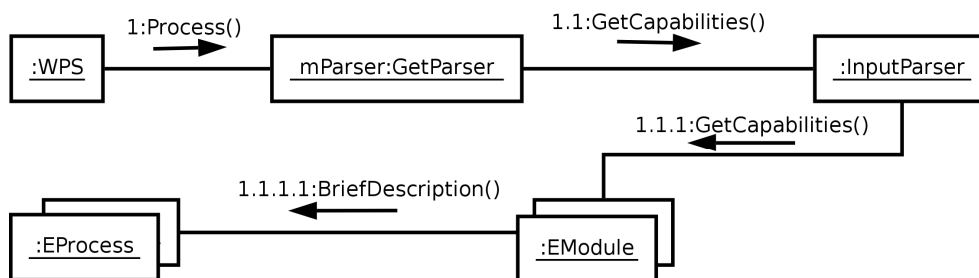 1:Process()
1.1:GetCapabilities()
:WPS
mParser:GetParser
:InputParser
1.1.1:GetCapabilities()
1.1.1.1:BriefDescription()
:EProcess
:EModule